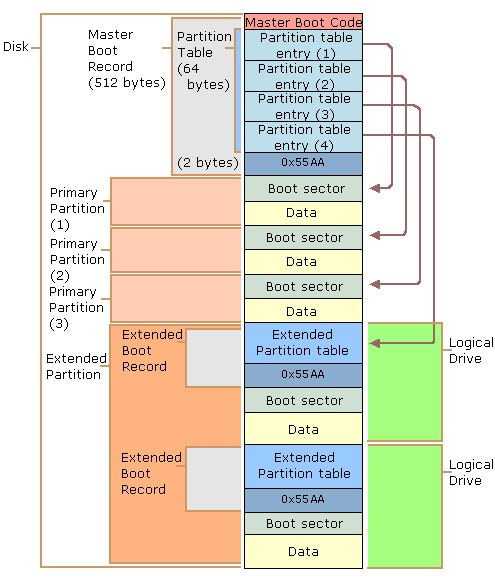 Master Boot Code
Disk
Master
Boot
Record
(512 bytes)
Partition
Table
(64
bytes)
(2 bytes)
Partition table
entry (1)
Partition table
entry (2)
Partition table
entry (3)
Partition table
entry (4)
0x55AA
Primary
Partition
(1)
Boot sector
Data
Primary
Partition
(2)
Boot sector
Data
Primary
Partition
(3)
Boot sector
Data
Extended
Partition
Extended
Boot
Record
Extended
Partition table
0x55AA
Boot sector
Data
Logical
Drive
Extended
Boot
Record
Extended
Partition table
0x55AA
Boot sector
Data
Logical
Drive